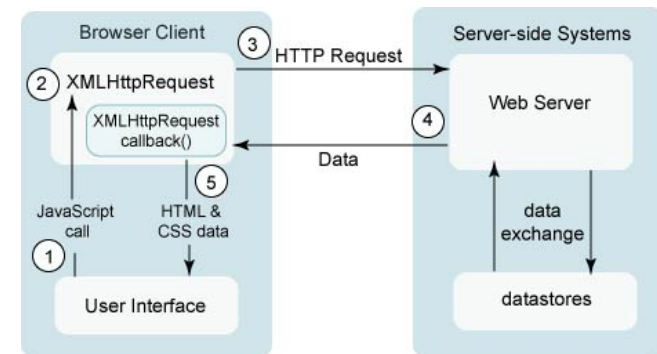 Browser Client
Server-side Systems
3
HTTP Request
2
XMLHttpRequest
XMLHttpRequest
callback()
Web Server
4
Data
5
JavaScript
call
HTML &
CSS data
data
exchange
1
User Interface
datastores